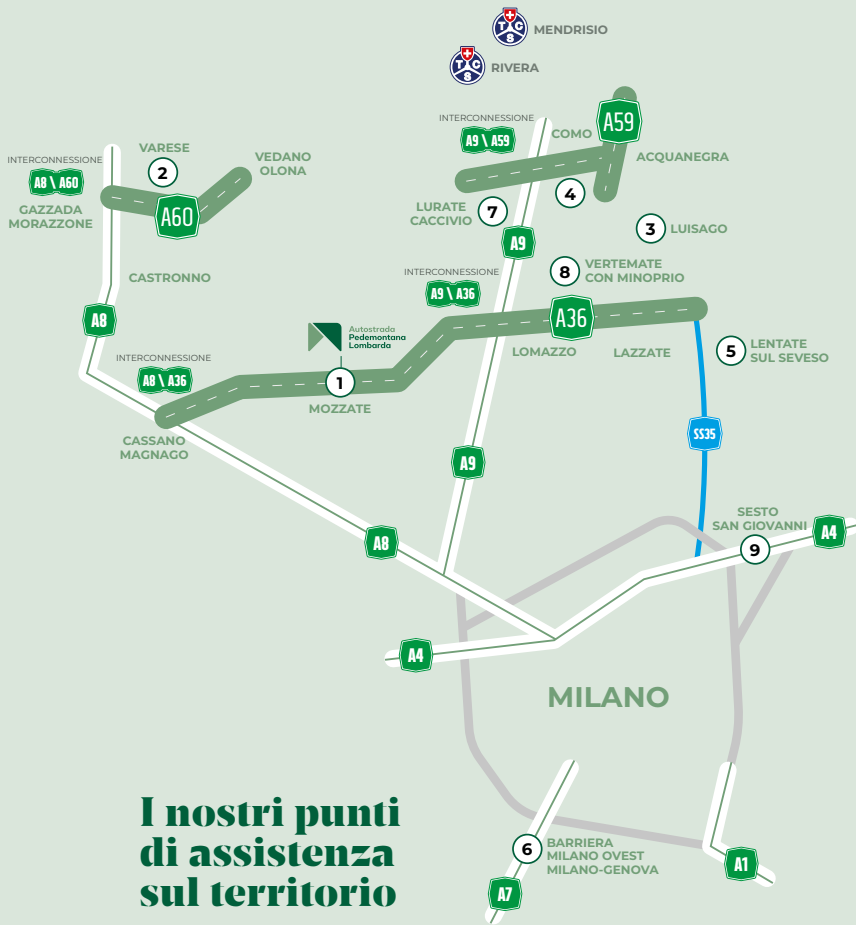 T C S
MENDRISIO
T C S
RIVERA
INTERCONNESSIONE
A9 \ A59
COMO
A59
ACQUANEGRA
VARESE
2
VEDANO
OLONA
INTERCONNESSIONE
A8 \ A60
GAZZADA
MORAZZONE
A60
4
LURATE
CACCIVIO
7
3
LUISAGO
A9
CASTRONNO
INTERCONNESSIONE
A9 \ A36
8
VERTEMATE
CON MINOPRIO
A8
A36
Autostrada
Pedemontana
Lombarda
LOMAZZO
LAZZATE
5
LENTATE
SUL SEVESO
INTERCONNESSIONE
A8 \ A36
1
MOZZATE
CASSANO
MAGNAGO
SS35
A9
SESTO
SAN GIOVANNI
A4
A8
9
A4
MILANO
I nostri punti
di assistenza
sul territorio
6
BARRIERA
MILANO OVEST
MILANO-GENOVA
A1
A7